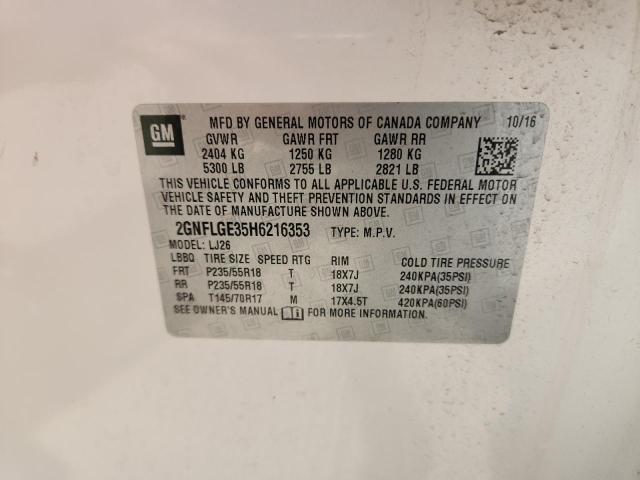 GM
MFD BY GENERAL MOTORS OF CANADA COMPANY 10/16
GVWR GAWR FRT GAWR RR
2404 KG 1250 KG 1280 KG
5300 LB 2755 LB 2821 LB
THIS VEHICLE CONFORMS TO ALL APPLICABLE U.S. FEDERAL MOTOR
VEHICLE SAFETY AND THEFT PREVENTION STANDARDS IN EFFECT ON
THE DATE OF MANUFACTURE SHOWN ABOVE.
2GNFLGE35H6216353 TYPE: M.P.V.
MODEL: LJ26
LBBQ TIRE SIZE SPEED RTG RIM COLD TIRE PRESSURE
FRT P235/55R18 T 18X7J 240KPA(35PSI)
RR P235/55R18 T 18X7J 240KPA(35PSI)
SPA T145/70R17 M 17X4.5T 420KPA(60PSI)
SEE OWNER'S MANUAL FOR MORE INFORMATION.